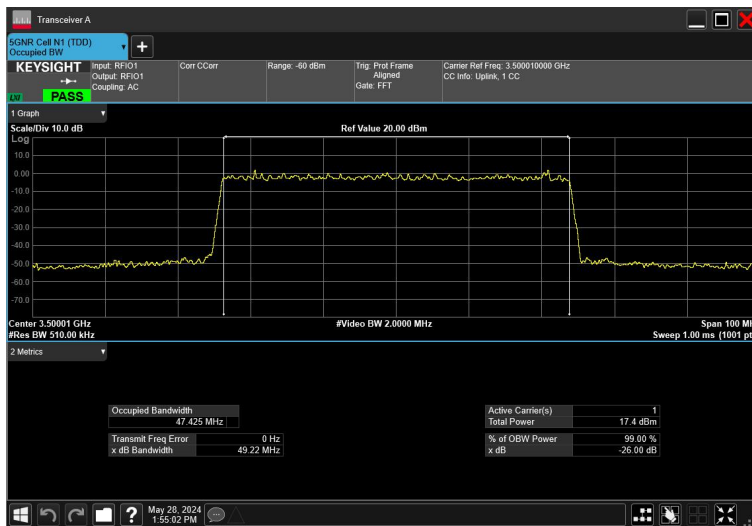 Transceiver A
5GNR Cell N1 (TDD)
Occupied BW
KEYSIGHT
Input: RFIO1
Output: RFIO1
Coupling: AC
Corr CCorr
Range: -60 dBm
Trig: Prot Frame
Aligned
Gate: FFT
Carrier Ref Freq: 3.500010000 GHz
CC Info: Uplink, 1 CC
LXI
PASS
1 Graph
Scale/Div 10.0 dB
Ref Value 20.00 dBm
Log
10.0
0.00
-10.0
-20.0
-30.0
-40.0
-50.0
-60.0
-70.0
Center 3.50001 GHz
#Video BW 2.0000 MHz
Span 100 MH
#Res BW 510.00 kHz
Sweep 1.00 ms (1001 pt
2 Metrics
Occupied Bandwidth
47.425 MHz
Active Carrier(s) 1
Total Power 17.4 dBm
Transmit Freq Error 0 Hz
x dB Bandwidth 49.22 MHz
% of OBW Power 99.00 %
x dB -26.00 dB
?
May 28, 2024
1:55:02 PM